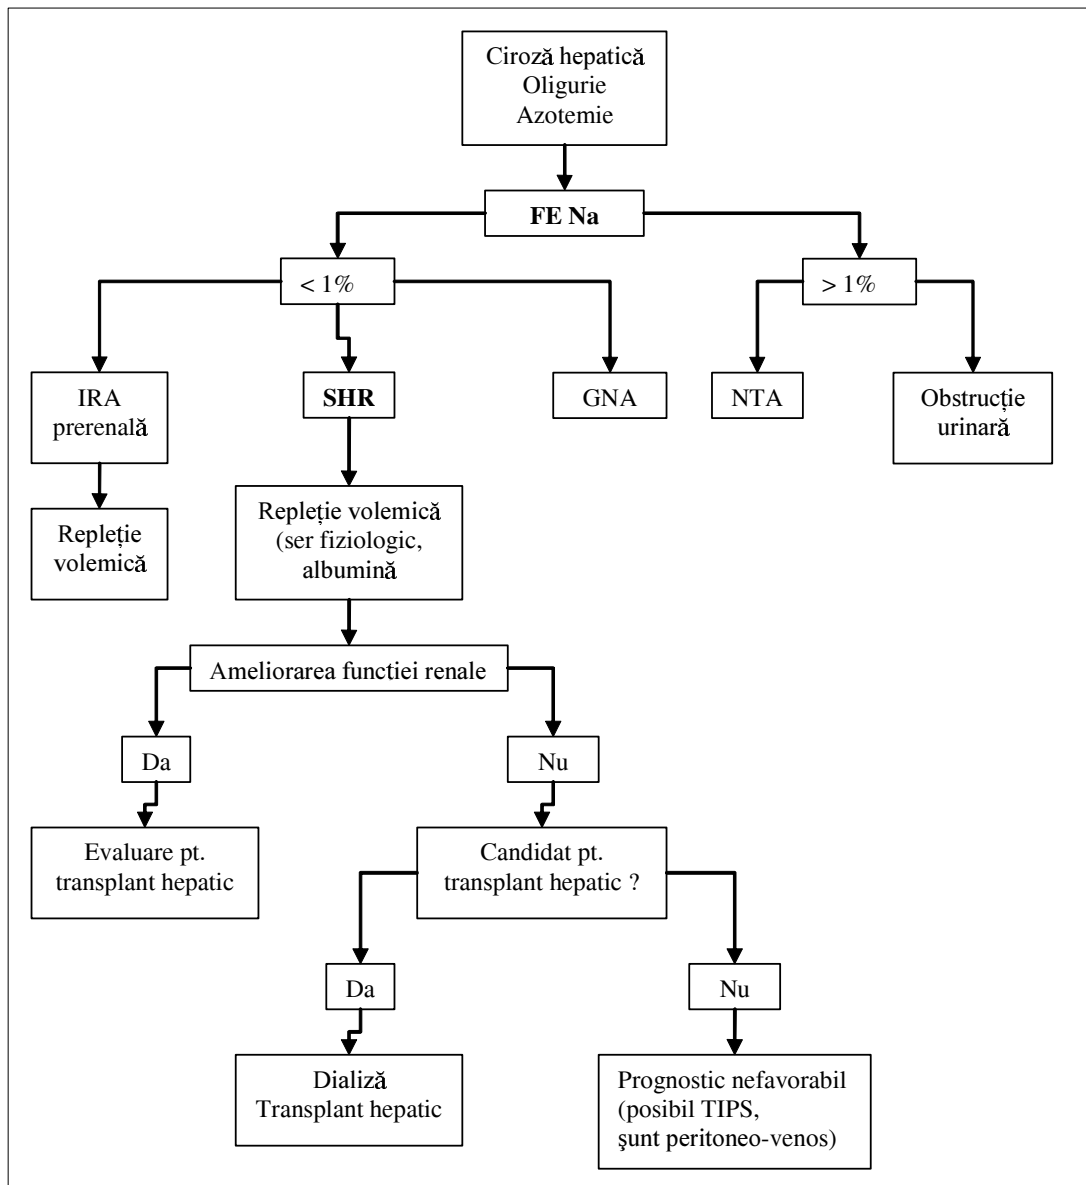 Ciroză hepatică
Oligurie
Azotemie
FE Na
< 1%
> 1%
IRA
prerenală
SHR
GNA
NTA
Obstrucție
urinară
Repleție
volemică
Repleție volemică
(ser fiziologic,
albumină
Ameliorarea functiei renale
Da
Nu
Evaluare pt.
transplant hepatic
Candidat pt.
transplant hepatic ?
Da
Nu
Dializă
Transplant hepatic
Prognostic nefavorabil
(posibil TIPS,
şunt peritoneo-venos)